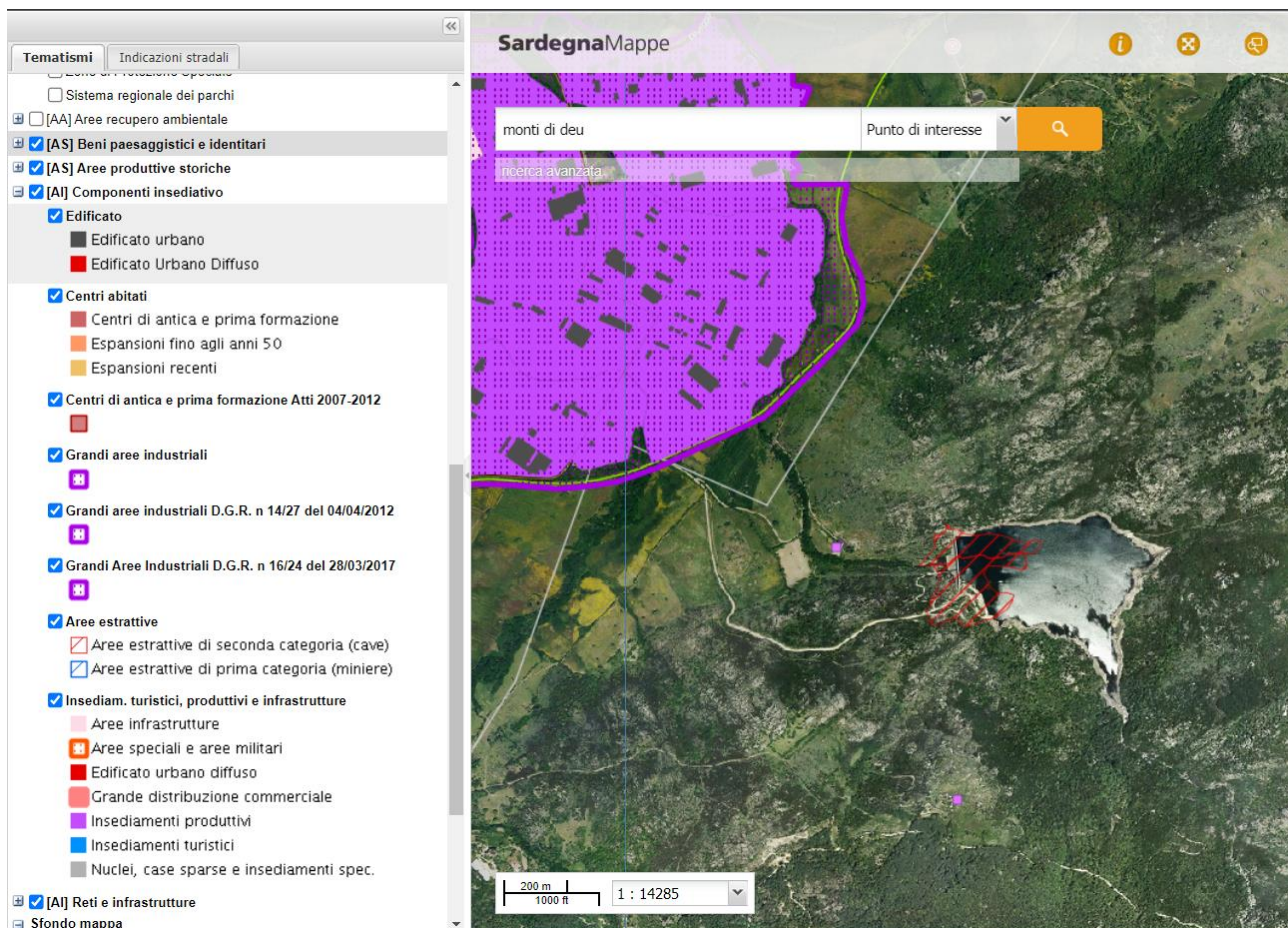 Tematismi
Indicazioni stradali
Zone di Protezione Speciale
Sistema regionale dei parchi
[AA] Aree recupero ambientale
[AS] Beni paesaggistici e identitari
[AS] Aree produttive storiche
[AI] Componenti insediativo
Edificato
Edificato urbano
Edificato Urbano Diffuso
Centri abitati
Centri di antica e prima formazione
Espansioni fino agli anni 50
Espansioni recenti
Centri di antica e prima formazione Atti 2007-2012
Grandi aree industriali
Grandi aree industriali D.G.R. n 14/27 del 04/04/2012
Grandi Aree Industriali D.G.R. n 16/24 del 28/03/2017
Aree estrattive
Aree estrattive di seconda categoria (cave)
Aree estrattive di prima categoria (miniere)
Insediam. turistici, produttivi e infrastrutture
Aree infrastrutture
Aree speciali e aree militari
Edificato urbano diffuso
Grande distribuzione commerciale
Insediamenti produttivi
Insediamenti turistici
Nuclei, case sparse e insediamenti spec.
[AI] Reti e infrastrutture
Sfondo mappa
SardegnaMappe
monti di deu
Punto di interesse
ricerca avanzata
200 m
1000 ft
1 : 14285